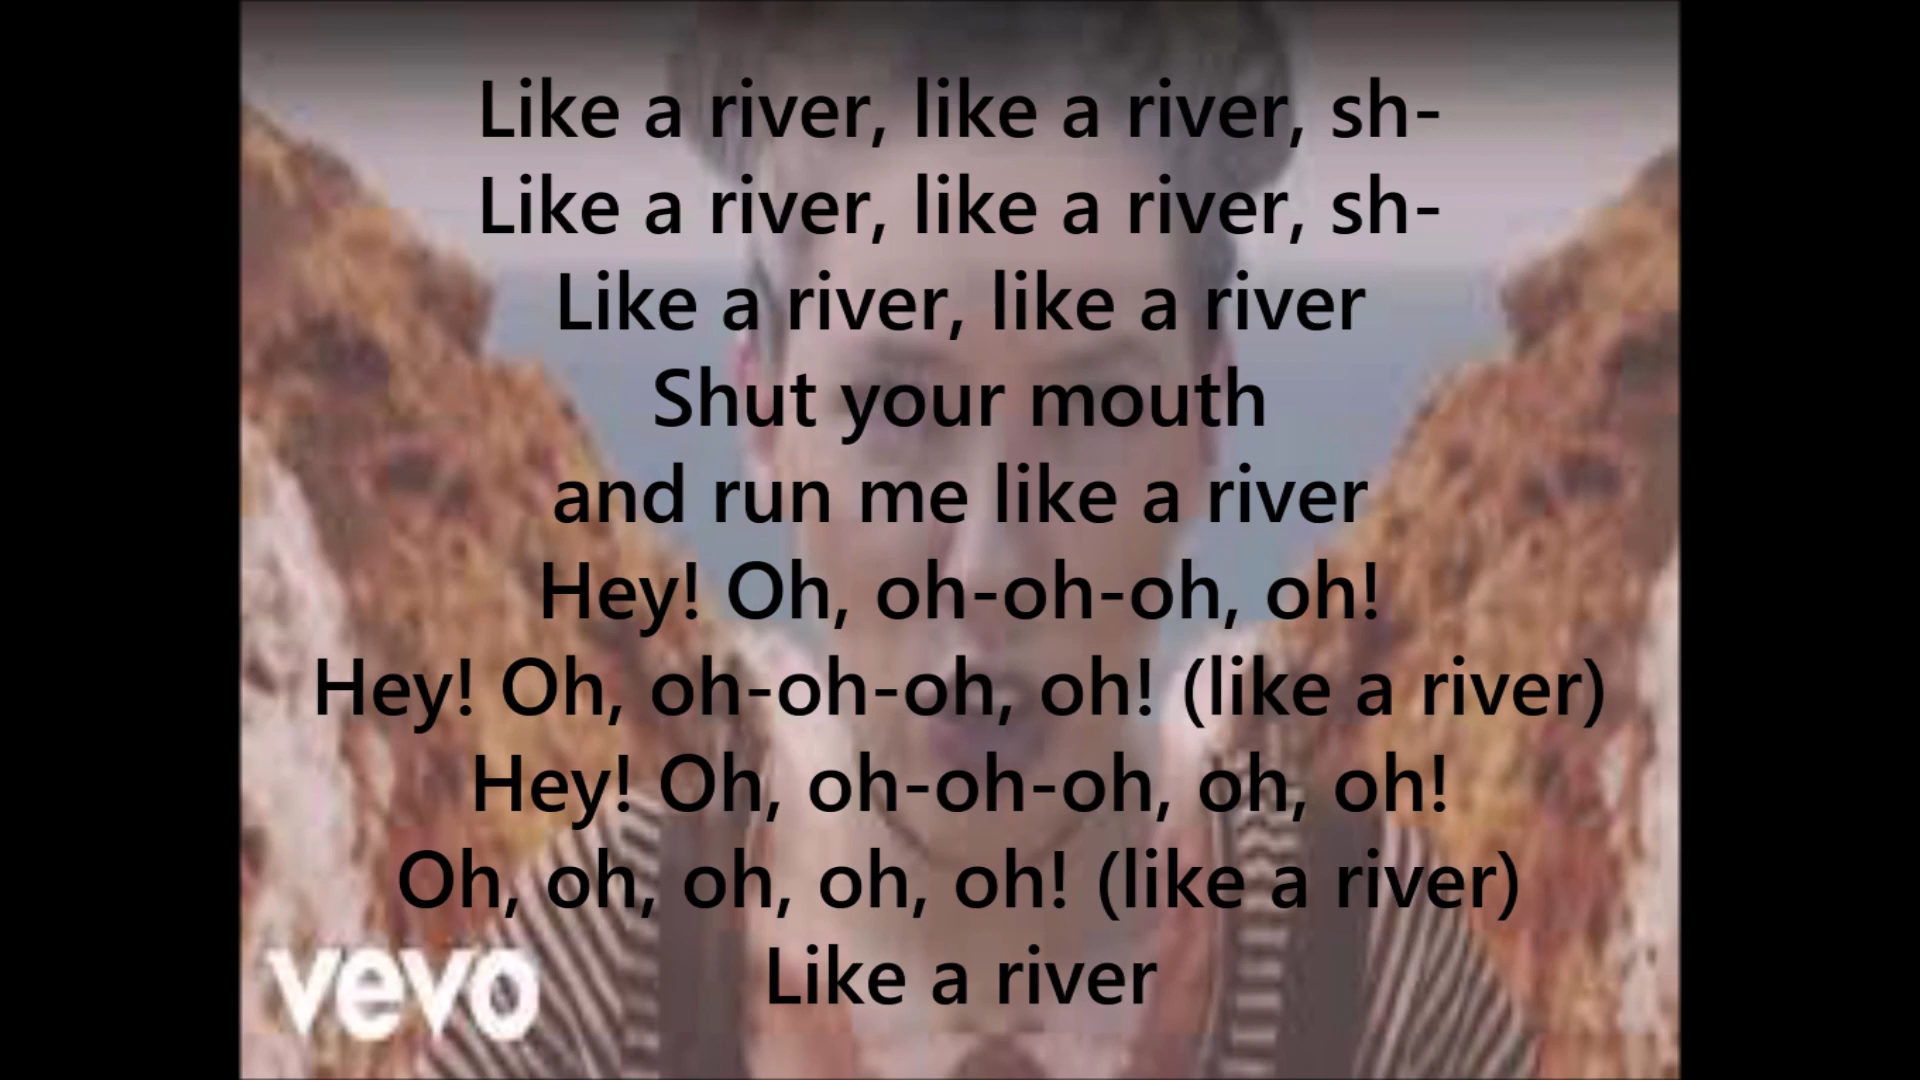 Like a river, like a river, sh-
Like a river, like a river, sh-
Like a river, like a river
Shut your mouth
and run me like a river
Hey! Oh, oh-oh-oh, oh!
Hey! Oh, oh-oh-oh, oh! (like a river)
Hey! Oh, oh-oh-oh, oh, oh!
Oh, oh, oh, oh, oh! (like a river)
Like a river
vevo